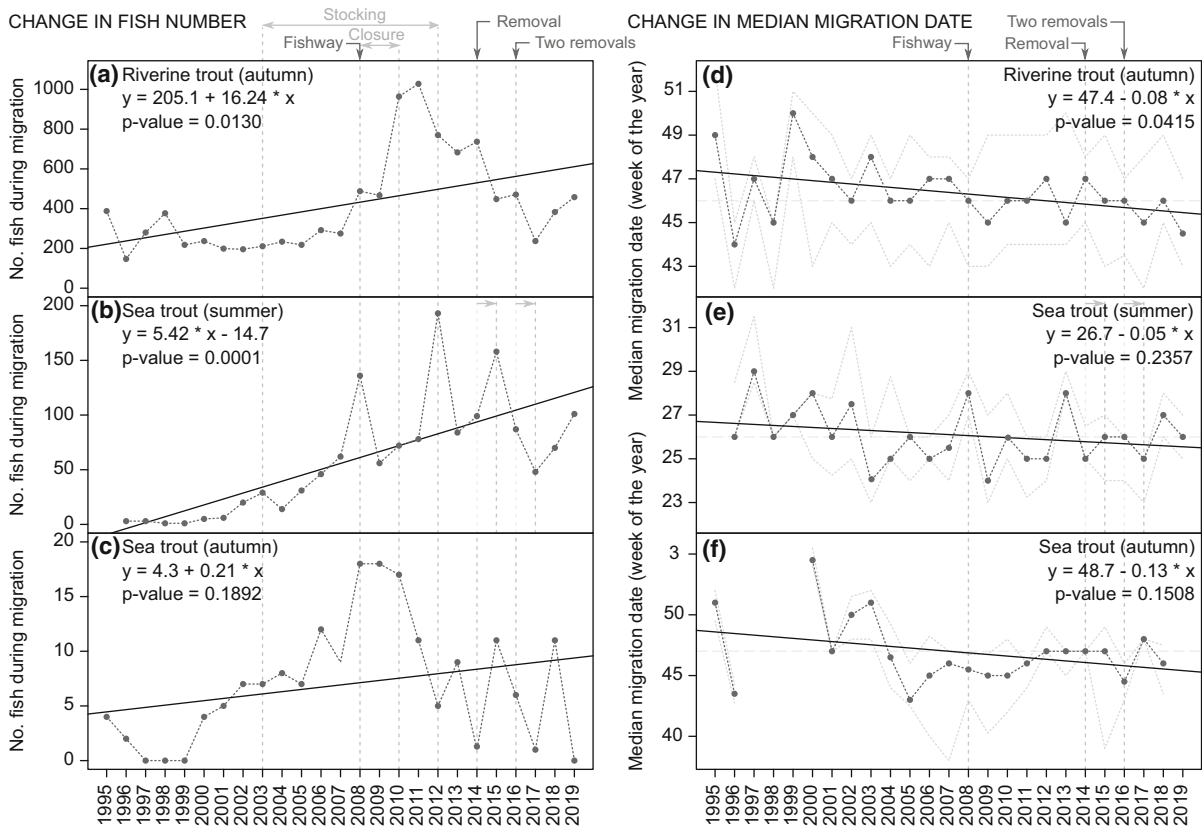 CHANGE IN FISH NUMBER
Stocking
Closure
Fishway
Removal
Two removals
(a) Riverine trout (autumn)
y = 205.1 + 16.24 * x
p-value = 0.0130
No. fish during migration
1000
800
600
400
200
0
(b) Sea trout (summer)
y = 5.42 * x - 14.7
p-value = 0.0001
No. fish during migration
200
150
100
50
0
(c) Sea trout (autumn)
y = 4.3 + 0.21 * x
p-value = 0.1892
No. fish during migration
20
15
10
5
0
1995 1996 1997 1998 1999 2000 2001 2002 2003 2004 2005 2006 2007 2008 2009 2010 2011 2012 2013 2014 2015 2016 2017 2018 2019
CHANGE IN MEDIAN MIGRATION DATE
Two removals
Fishway
Removal
(d) Riverine trout (autumn)
y = 47.4 - 0.08 * x
p-value = 0.0415
Median migration date (week of the year)
51
49
47
45
43
(e) Sea trout (summer)
y = 26.7 - 0.05 * x
p-value = 0.2357
Median migration date (week of the year)
31
29
27
25
23
(f) Sea trout (autumn)
y = 48.7 - 0.13 * x
p-value = 0.1508
3
50
45
40
1995 1996 1997 1998 1999 2000 2001 2002 2003 2004 2005 2006 2007 2008 2009 2010 2011 2012 2013 2014 2015 2016 2017 2018 2019